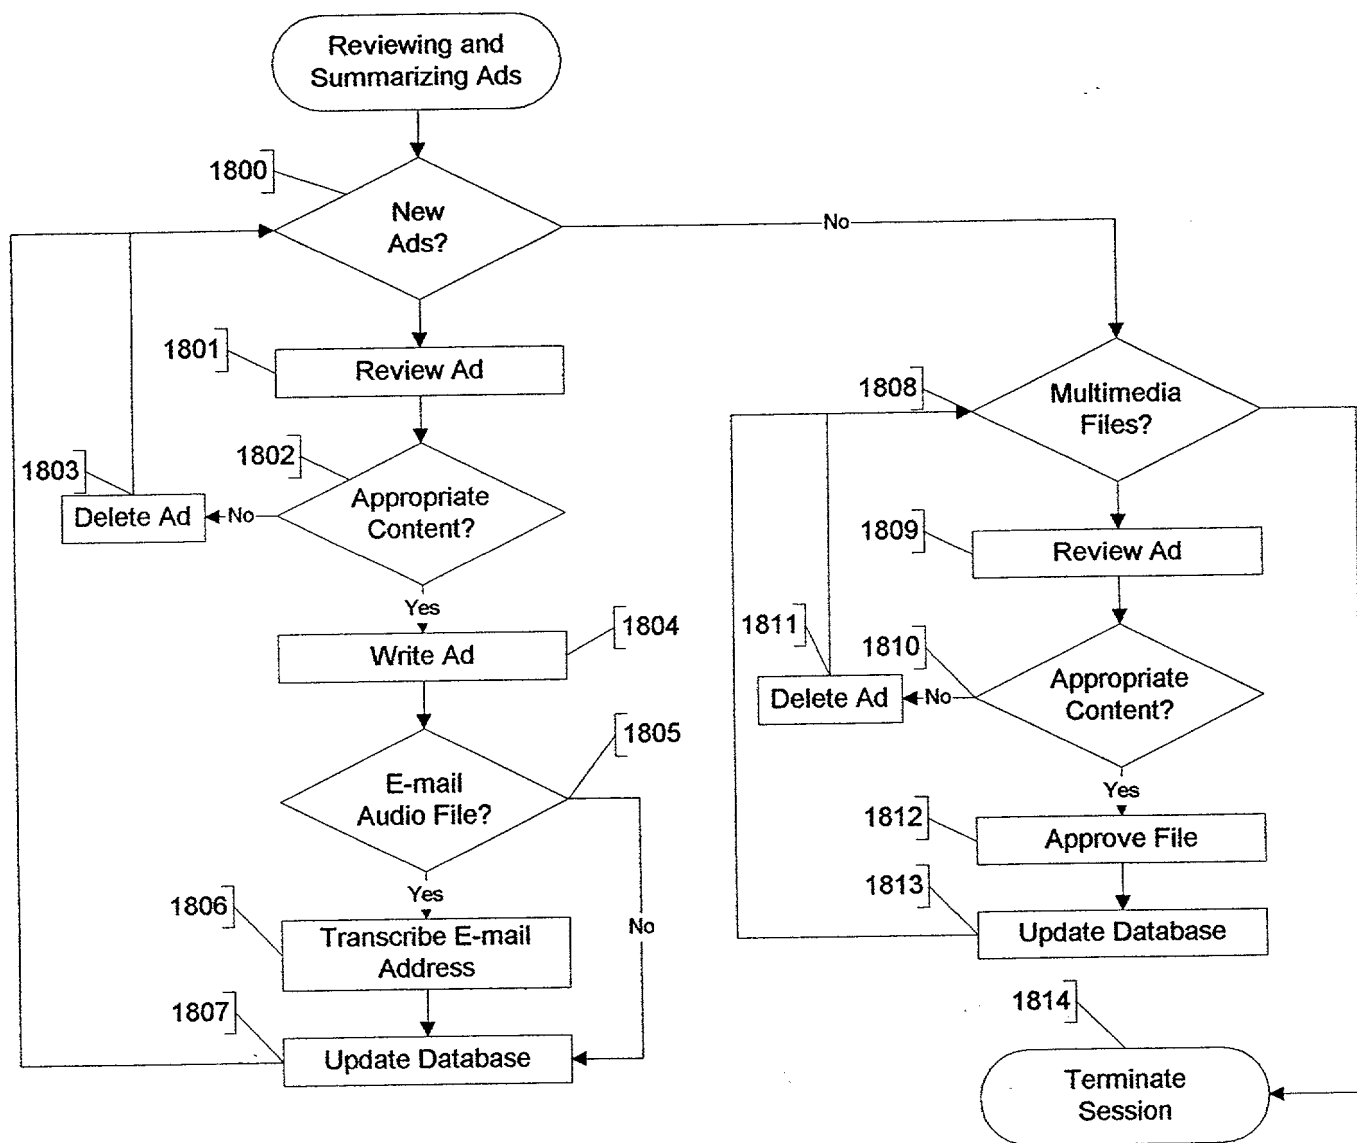 Reviewing and
Summarizing Ads
1800
New
Ads?
No
1801
Review Ad
1802
Appropriate
Content?
No
1803
Delete Ad
Yes
1804
Write Ad
1805
E-mail
Audio File?
Yes
No
1806
Transcribe E-mail
Address
1807
Update Database
1808
Multimedia
Files?
1809
Review Ad
1810
Appropriate
Content?
No
1811
Delete Ad
Yes
1812
Approve File
1813
Update Database
1814
Terminate
Session